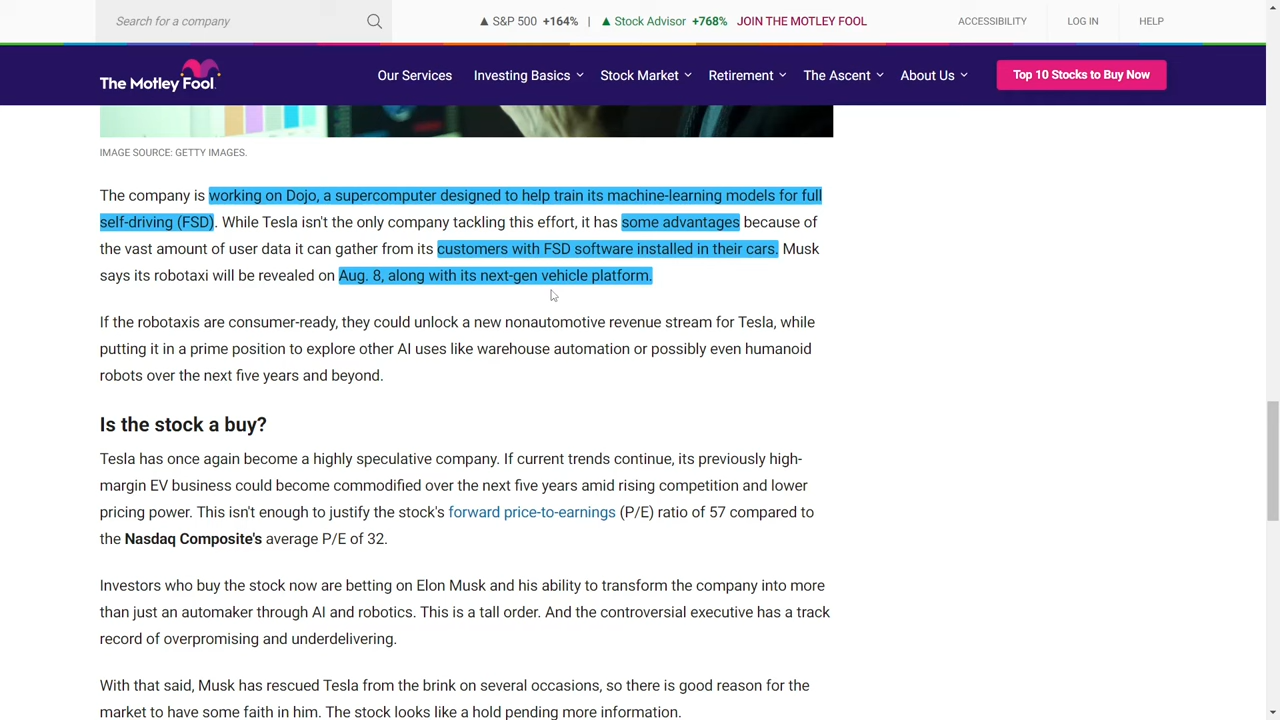 Search for a company
▲ S&P 500 +164% | ▲ Stock Advisor +768% JOIN THE MOTLEY FOOL
ACCESSIBILITY LOG IN HELP
The Motley Fool
Our Services Investing Basics Stock Market Retirement The Ascent About Us Top 10 Stocks to Buy Now
IMAGE SOURCE: GETTY IMAGES.
The company is working on Dojo, a supercomputer designed to help train its machine-learning models for full
self-driving (FSD). While Tesla isn't the only company tackling this effort, it has some advantages because of
the vast amount of user data it can gather from its customers with FSD software installed in their cars. Musk
says its robotaxi will be revealed on Aug. 8, along with its next-gen vehicle platform.
If the robotaxis are consumer-ready, they could unlock a new nonautomotive revenue stream for Tesla, while
putting it in a prime position to explore other AI uses like warehouse automation or possibly even humanoid
robots over the next five years and beyond.
Is the stock a buy?
Tesla has once again become a highly speculative company. If current trends continue, its previously high-
margin EV business could become commodified over the next five years amid rising competition and lower
pricing power. This isn't enough to justify the stock's forward price-to-earnings (P/E) ratio of 57 compared to
the Nasdaq Composite's average P/E of 32.
Investors who buy the stock now are betting on Elon Musk and his ability to transform the company into more
than just an automaker through AI and robotics. This is a tall order. And the controversial executive has a track
record of overpromising and underdelivering.
With that said, Musk has rescued Tesla from the brink on several occasions, so there is good reason for the
market to have some faith in him. The stock looks like a hold pending more information.